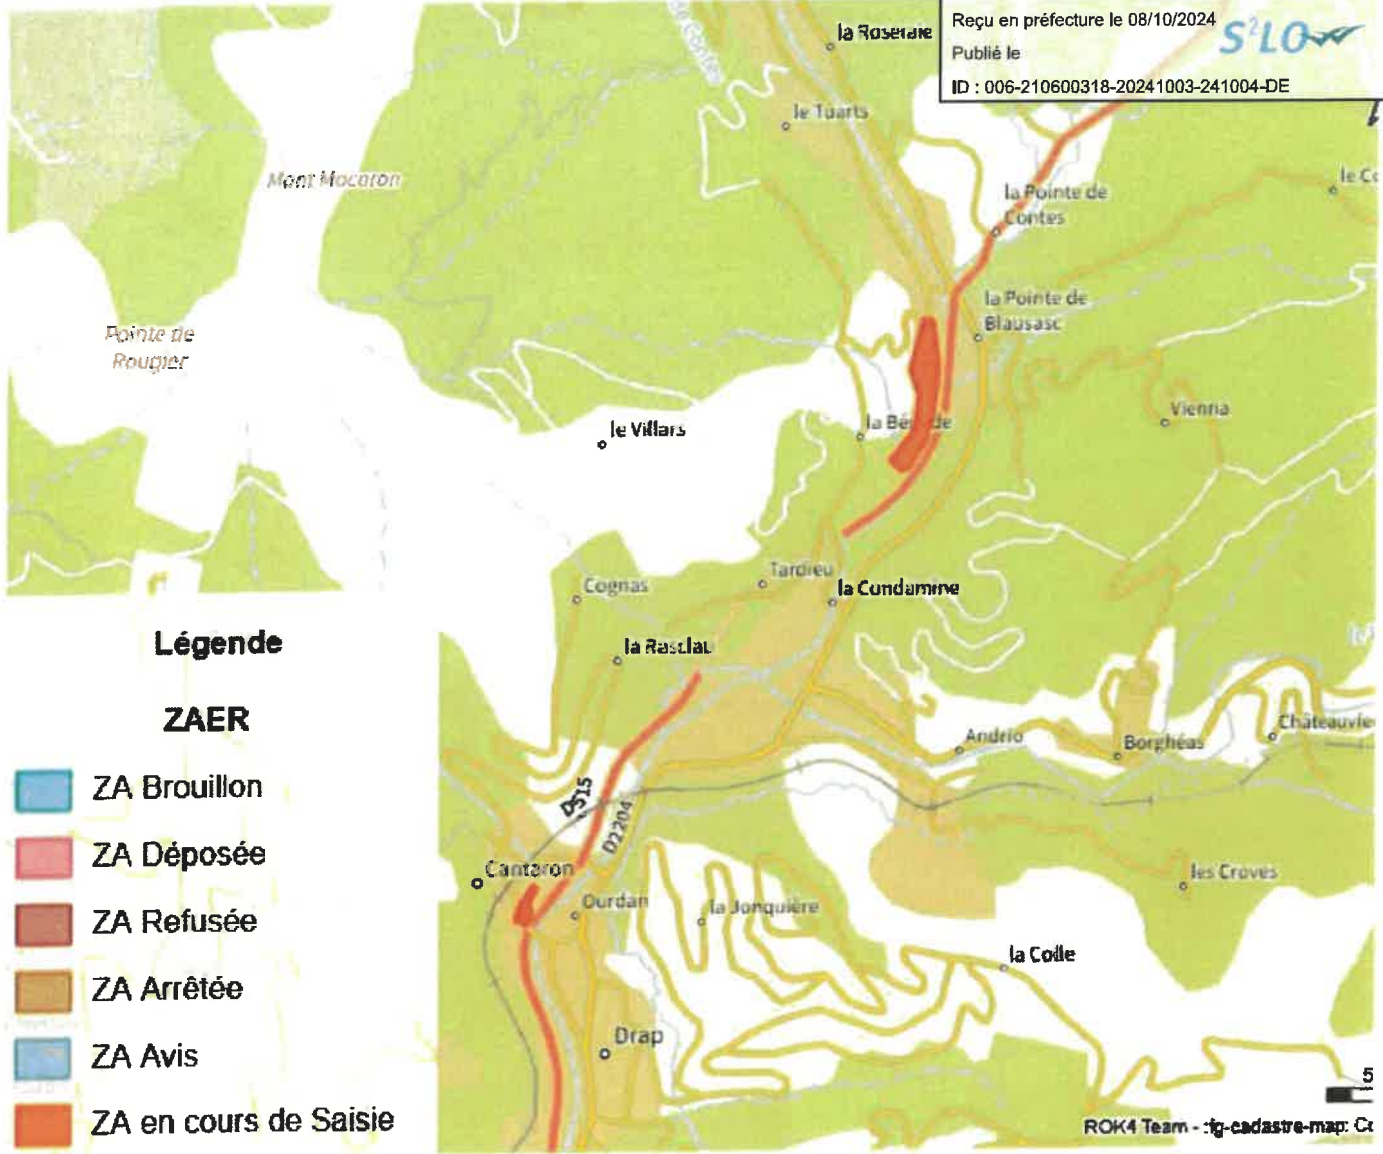 Reçu en préfecture le 08/10/2024
Publié le
S²LO
ID : 006-210600318-20241003-241004-DE
la Roseraie
de Contes
le Tuarts
Mont Macaron
la Pointe de
Contes
la Pointe de
Blausasc
Pointe de
Rougier
le Villars
Vienna
Cognas
Tardieu
la Condamine
la Rasclau
Légende
ZAER
ZA Brouillon
ZA Déposée
ZA Refusée
ZA Arrêtée
ZA Avis
ZA en cours de Saisie
Andrio
Borghéas
D515
D2204
Cantaron
Ourdan
la Jonquière
les Croves
la Colle
Drap
5
ROK4 Team -